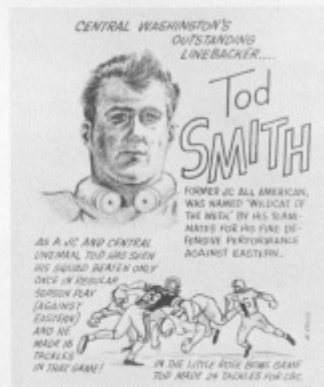 CENTRAL WASHINGTON'S
OUTSTANDING
LINEBACKER....
Tod
SMITH
FORMER JC ALL AMERICAN,
WAS NAMED "WILDCAT OF
THE WEEK" BY HIS TEAM-
MATES FOR HIS FINE DE-
FENSIVE PERFORMANCE
AGAINST EASTERN.
AS A JC AND CENTRAL
LINEMAN, TOD HAS SEEN
HIS SQUAD BEATEN ONLY
ONCE IN REGULAR
SEASON PLAY
(AGAINST
EASTERN)
AND HE
MADE 18
TACKLES
IN THAT GAME!
IN THE LITTLE ROSE BOWL GAME
TOD MADE 24 TACKLES FOR CBC.